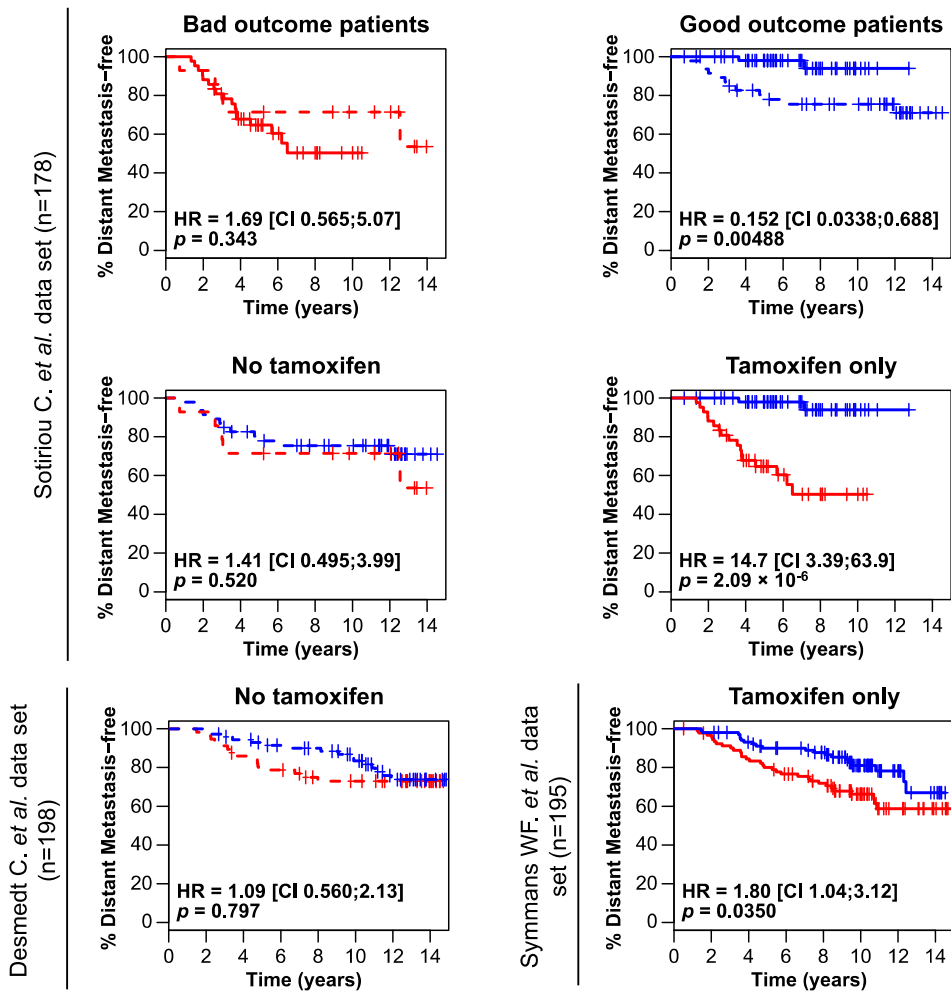 Sotiriou C. et al. data set (n=178)
Bad outcome patients
% Distant Metastasis-free
100
80
60
40
20
0
HR = 1.69 [CI 0.565;5.07]
p = 0.343
0 2 4 6 8 10 12 14
Time (years)
Good outcome patients
% Distant Metastasis-free
100
80
60
40
20
0
HR = 0.152 [CI 0.0338;0.688]
p = 0.00488
0 2 4 6 8 10 12 14
Time (years)
No tamoxifen
% Distant Metastasis-free
100
80
60
40
20
0
HR = 1.41 [CI 0.495;3.99]
p = 0.520
0 2 4 6 8 10 12 14
Time (years)
Tamoxifen only
% Distant Metastasis-free
100
80
60
40
20
0
HR = 14.7 [CI 3.39;63.9]
p = 2.09 × 10⁻⁶
0 2 4 6 8 10 12 14
Time (years)
Desmedt C. et al. data set
(n=198)
No tamoxifen
% Distant Metastasis-free
100
80
60
40
20
0
HR = 1.09 [CI 0.560;2.13]
p = 0.797
0 2 4 6 8 10 12 14
Time (years)
Symmans WF. et al. data
set (n=195)
Tamoxifen only
% Distant Metastasis-free
100
80
60
40
20
0
HR = 1.80 [CI 1.04;3.12]
p = 0.0350
0 2 4 6 8 10 12 14
Time (years)